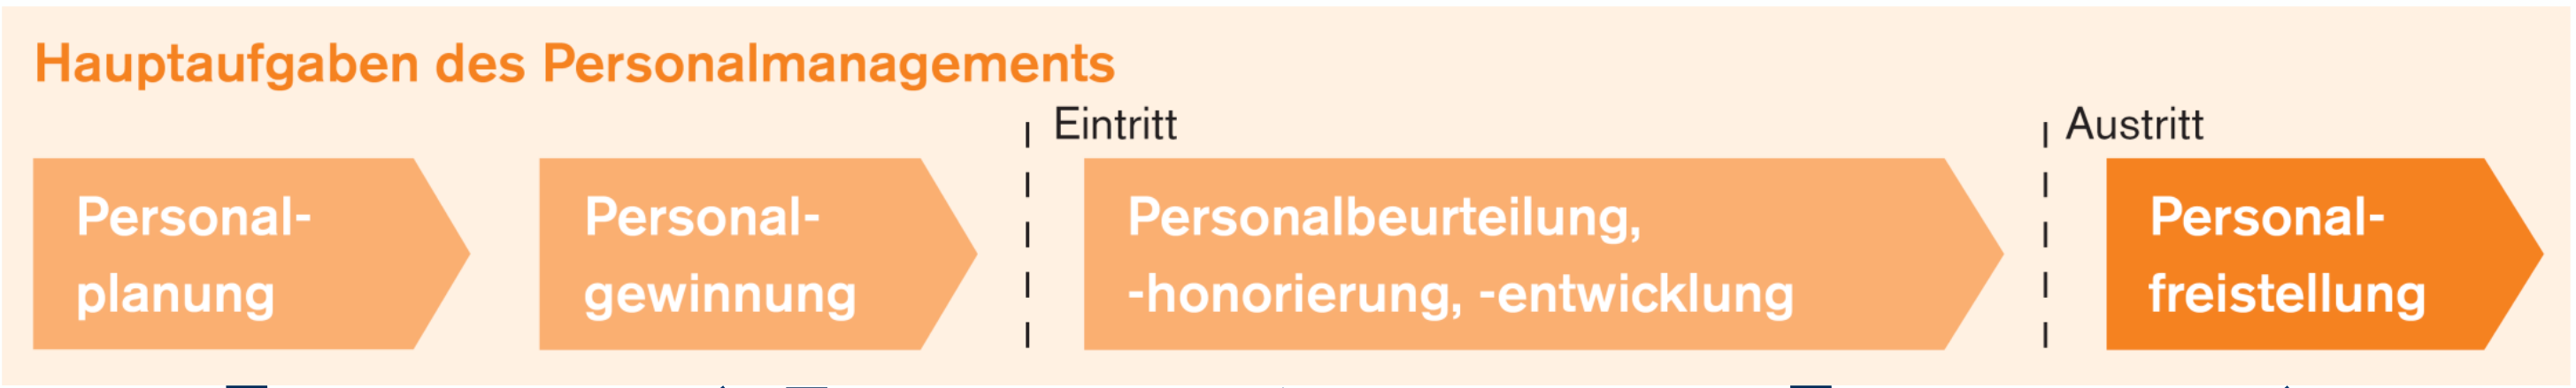 Hauptaufgaben des Personalmanagements
Eintritt
Austritt
Personal-
planung
Personal-
gewinnung
Personalbeurteilung,
-honorierung, -entwicklung
Personal-
freistellung